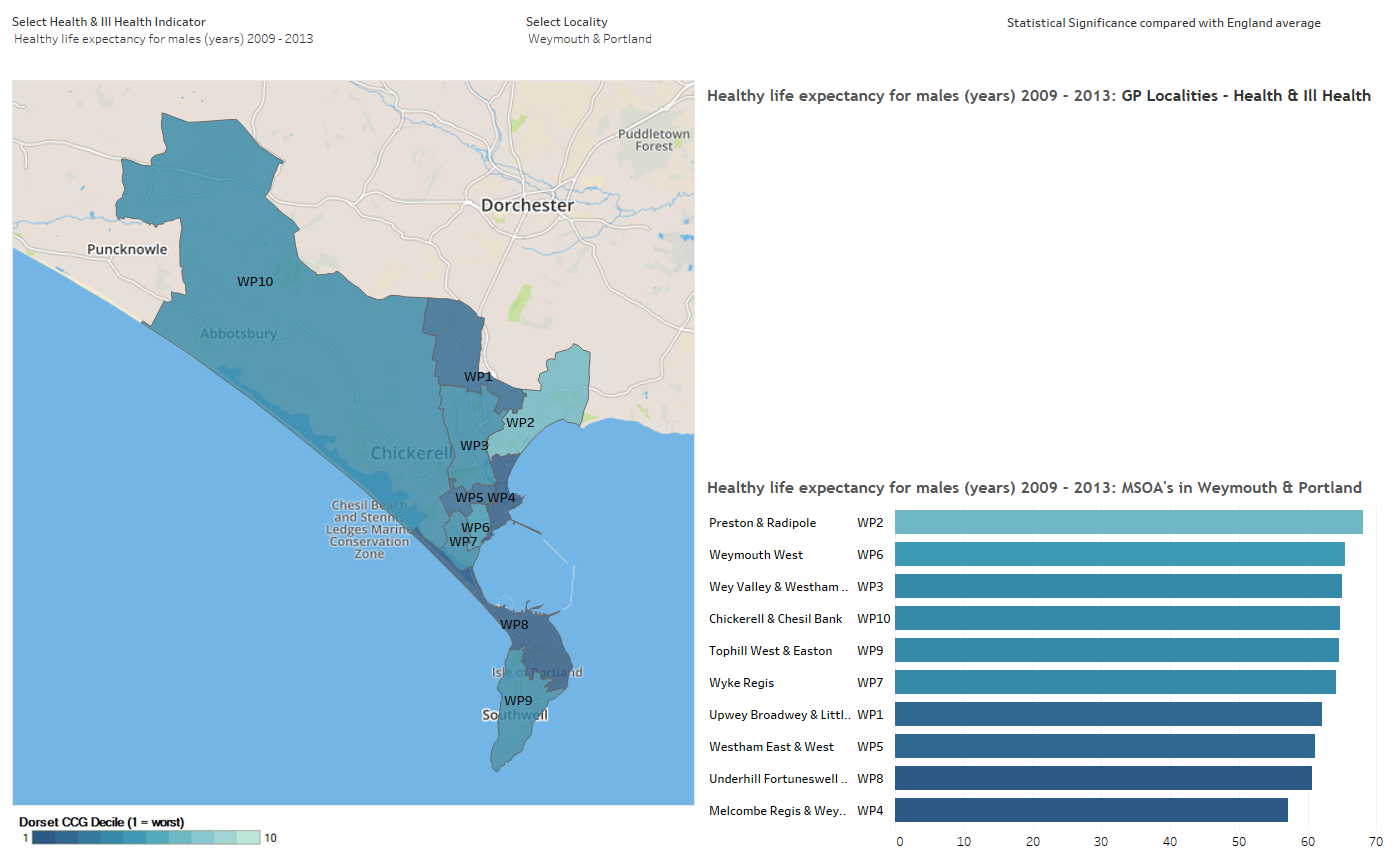 Select Health & Ill Health Indicator
Healthy life expectancy for males (years) 2009 - 2013
Select Locality
Weymouth & Portland
Statistical Significance compared with England average
Puddletown
Forest
Dorchester
Puncknowle
WP10
Abbotsbury
WP1
WP2
WP3
Chickerell
WP5 WP4
Chesil Beach
and Stennis
Ledges Marine
Conservation
Zone
WP6
WP7
WP8
Isle of Portland
WP9
Southwell
Dorset CCG Decile (1 = worst)
1
10
Healthy life expectancy for males (years) 2009 - 2013: GP Localities - Health & Ill Health
Healthy life expectancy for males (years) 2009 - 2013: MSOA's in Weymouth & Portland
Preston & Radipole WP2
Weymouth West WP6
Wey Valley & Westham .. WP3
Chickerell & Chesil Bank WP10
Tophill West & Easton WP9
Wyke Regis WP7
Upwey Broadwey & Littl.. WP1
Westham East & West WP5
Underhill Fortuneswell .. WP8
Melcombe Regis & Wey.. WP4
0 10 20 30 40 50 60 70